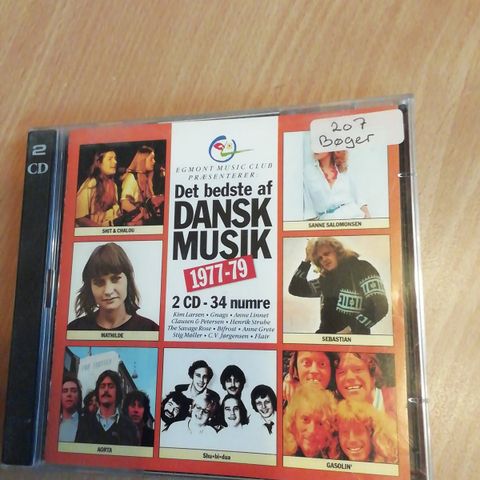 2
CD
207
Bøger
EGMONT MUSIC CLUB
PRÆSENTERER:
Det bedste af
DANSK
MUSIK
1977-79
2 CD - 34 numre
Kim Larsen • Gnags • Anne Linnet
Clausen & Petersen • Henrik Strube
The Savage Rose • Bifrost • Anne Grete
Stig Møller • C.V. Jørgensen • Flair
SHIT & CHALOU
SANNE SALOMONSEN
MATHILDE
SEBASTIAN
AORTA
Shu•bi•dua
GASOLIN'